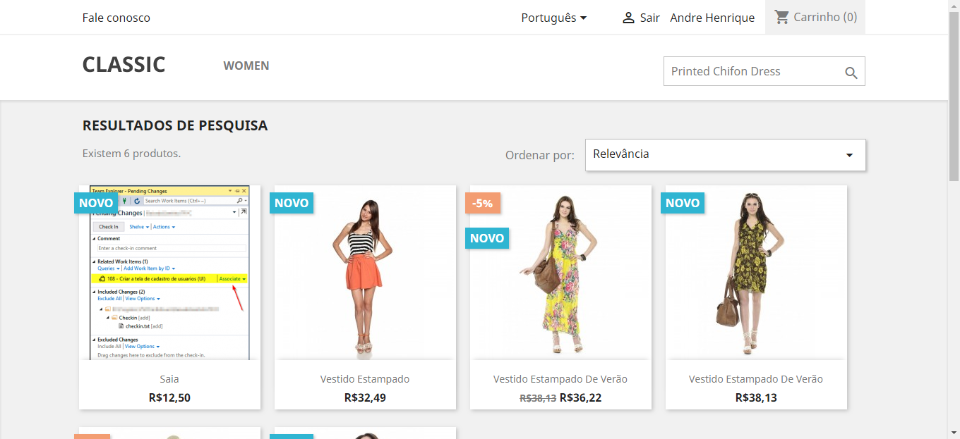 Fale conosco
Português
Sair
Andre Henrique
Carrinho (0)
CLASSIC
WOMEN
Printed Chifon Dress
RESULTADOS DE PESQUISA
Existem 6 produtos.
Ordenar por:
Relevância
NOVO
Team Explorer - Pending Changes
Search Work Items (Ctrl+;)
Pending Changes
Check In
Shelve
Actions
Comment
Enter a check-in comment
Related Work Items (1)
Queries | Add Work Item by ID
108 - Criar a tela de cadastro de usuarios (UI)
Associate
Included Changes (2)
Exclude All | View Options
Checkin [add]
checkin.txt [add]
Excluded Changes
Include All | View Options
Drag changes here to exclude from the check-in.
Saia
R$12,50
NOVO
Vestido Estampado
R$32,49
-5%
NOVO
Vestido Estampado De Verão
R$38,13 R$36,22
NOVO
Vestido Estampado De Verão
R$38,13
NOVO